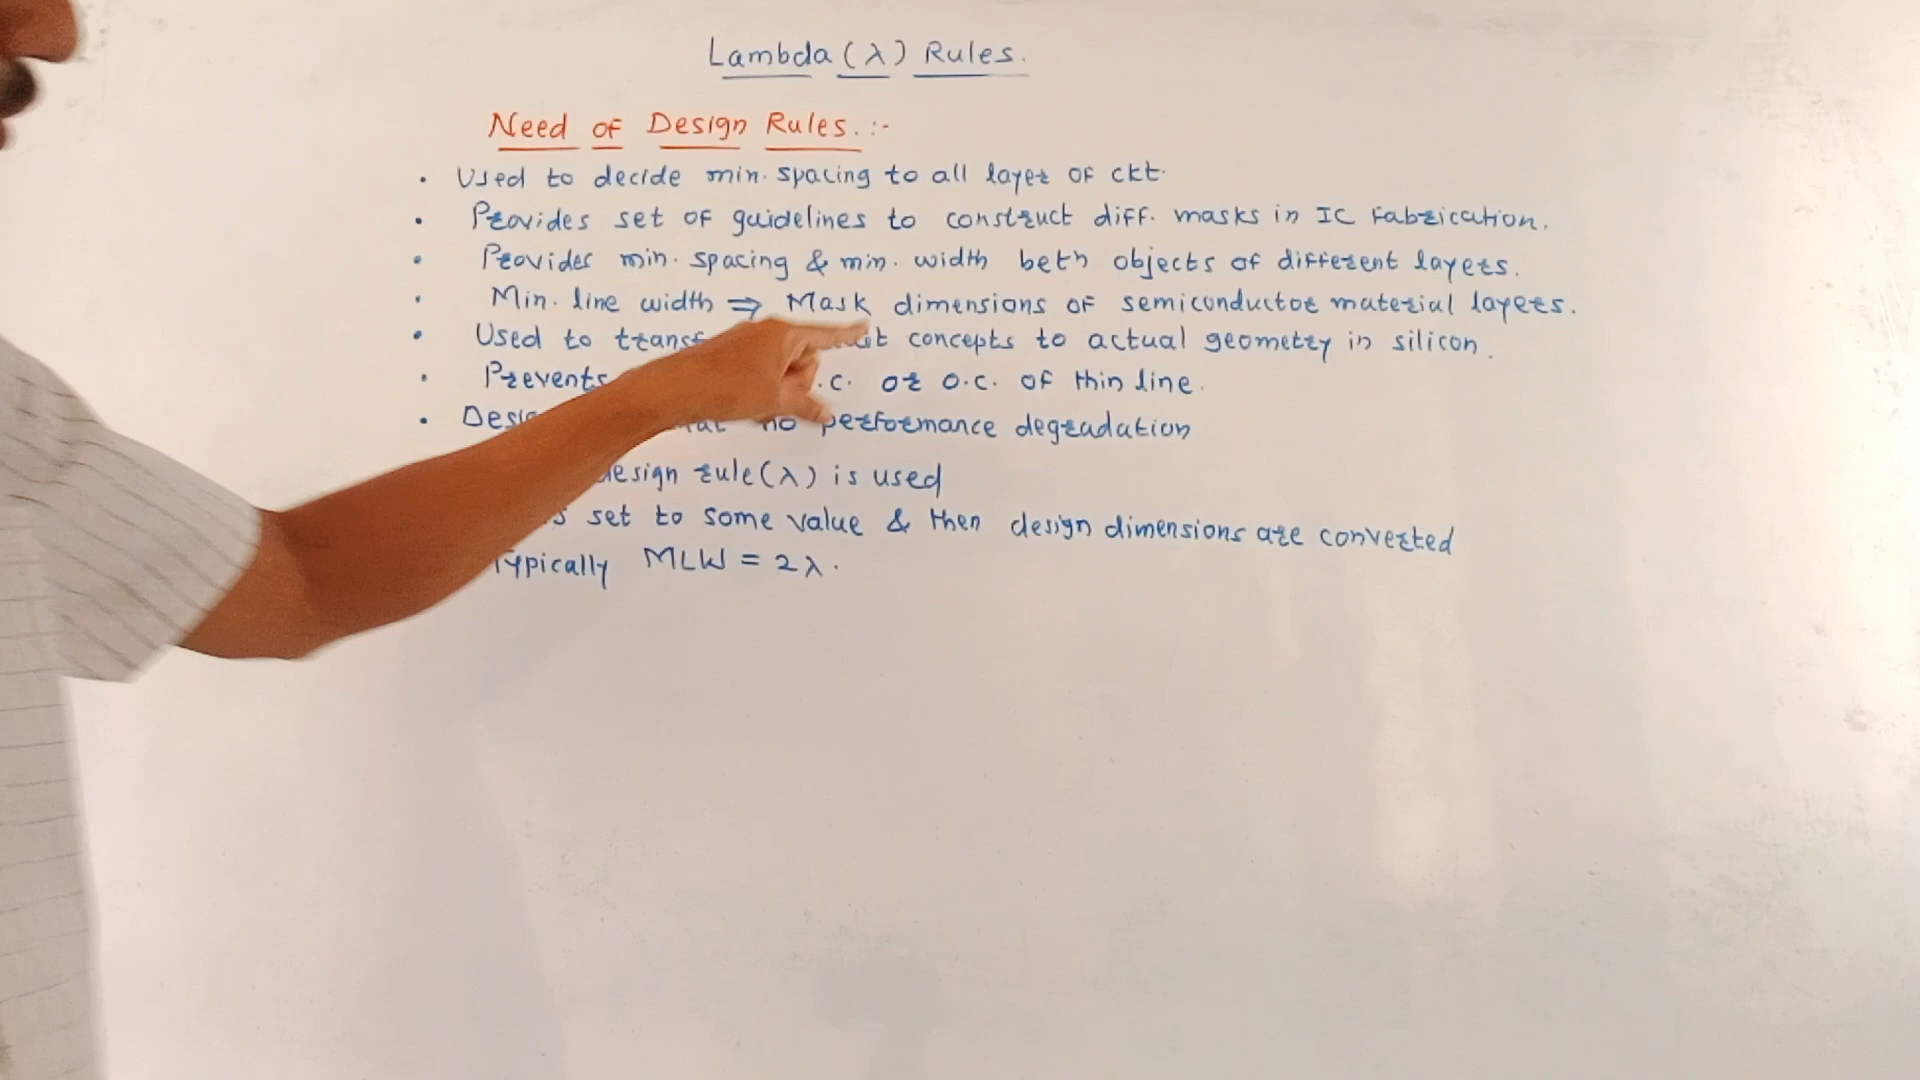 Lambda (λ) Rules.
Need of Design Rules. :-
• Used to decide min. spacing to all layer of ckt.
• Provides set of guidelines to construct diff. masks in IC Fabrication.
• Provides min. spacing & min. width betn objects of different layers.
• Min. line width ⇒ Mask dimensions of semiconductor material layers.
• Used to concepts to actual geometry in silicon.
• Prevents or o.c. of thin line.
• no performance degradation
design rule (λ) is used
set to some value & then design dimensions are converted
Typically MLW = 2λ.